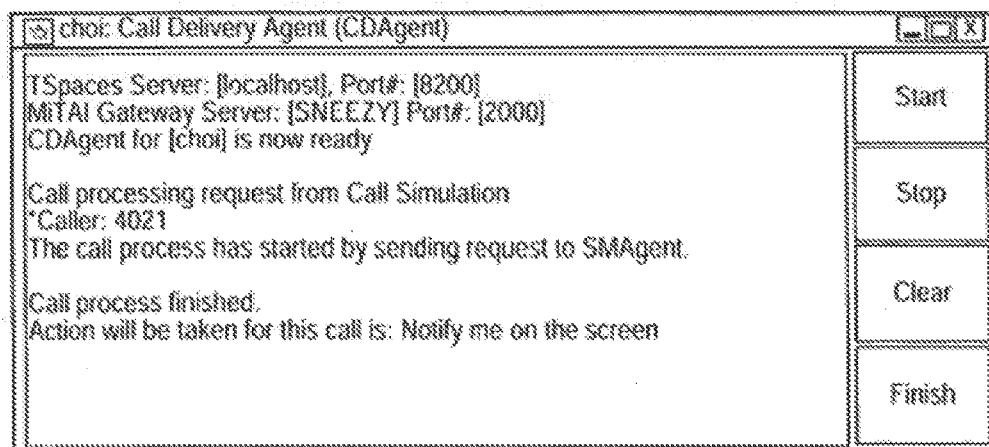 choi: Call Delivery Agent (CDAgent)
TSpaces Server: [localhost], Port#: [8200]
MiTAI Gateway Server: [SNEEZY] Port#: [2000]
CDAgent for [choi] is now ready
Call processing request from Call Simulation
*Caller: 4021
The call process has started by sending request to SMAgent.
Call process finished.
Action will be taken for this call is: Notify me on the screen
Start
Stop
Clear
Finish